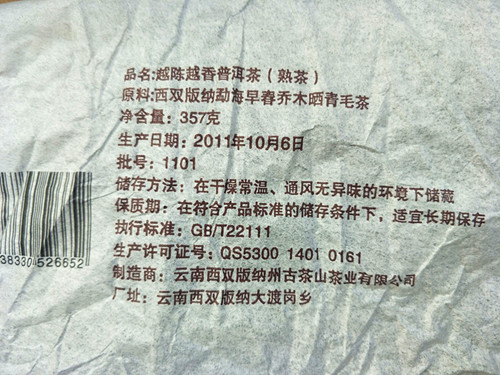 品名:越陈越香普洱茶(熟茶)
原料:西双版纳勐海早春乔木晒青毛茶
净含量: 357克
生产日期: 2011年10月6日
批号: 1101
储存方法: 在干燥常温、通风无异味的环境下储藏
保质期: 在符合产品标准的储存条件下, 适宜长期保存
执行标准: GB/T22111
生产许可证号: QS5300 1401 0161
制造商: 云南西双版纳州古茶山茶业有限公司
厂址: 云南西双版纳大渡岗乡
38330 526652